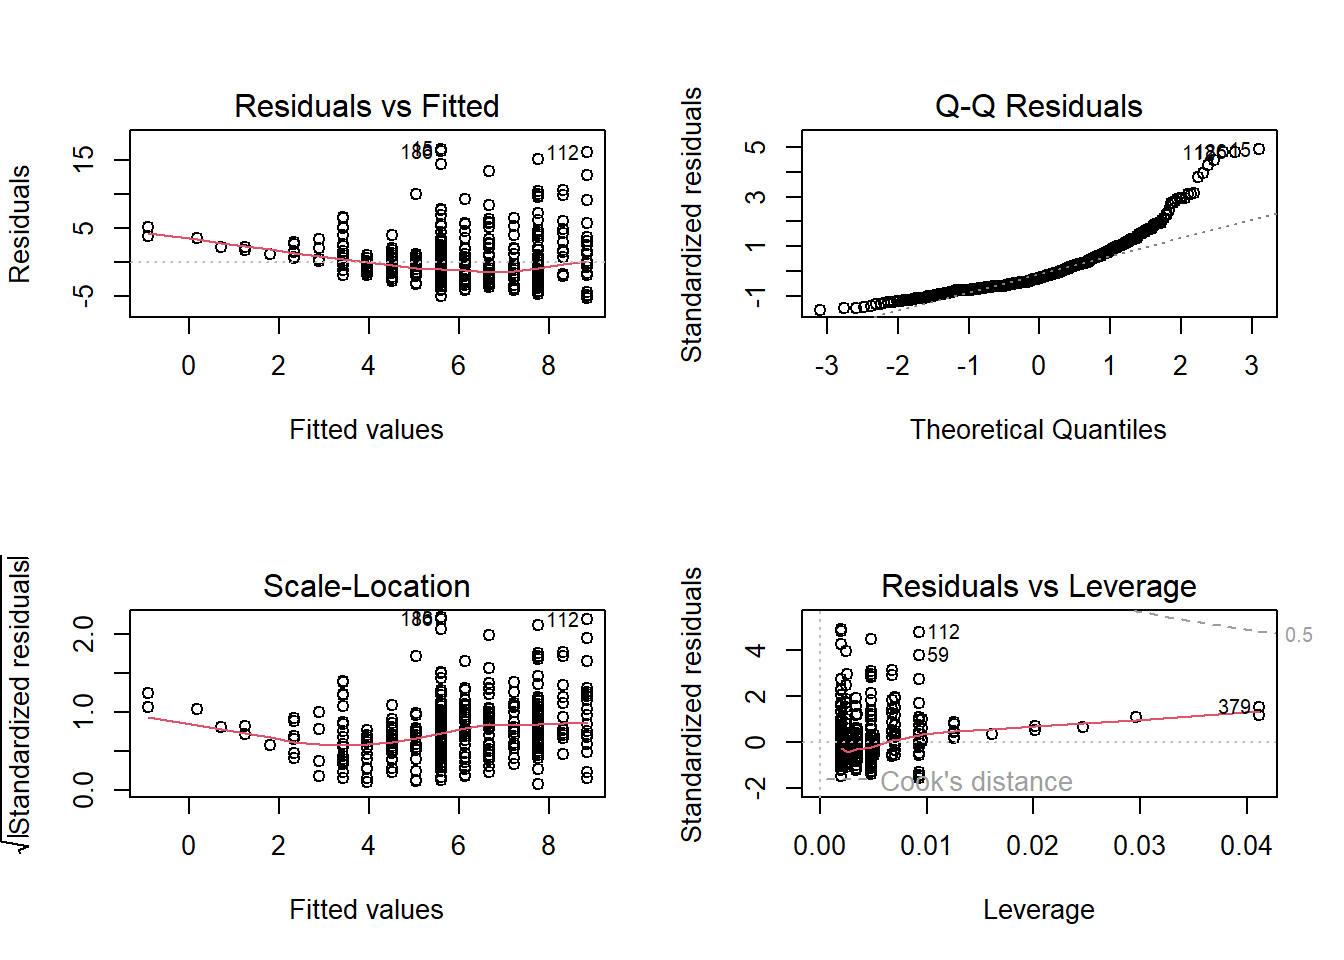 Residuals vs Fitted
Residuals
15
5
-5
112
0 2 4 6 8
Fitted values
Q-Q Residuals
Standardized residuals
5
3
1
-1
-3 -2 -1 0 1 2 3
Theoretical Quantiles
Scale-Location
√|Standardized residuals|
2.0
1.0
0.0
112
0 2 4 6 8
Fitted values
Residuals vs Leverage
Standardized residuals
4
2
0
-2
0.5
112
59
379
Cook's distance
0.00 0.01 0.02 0.03 0.04
Leverage